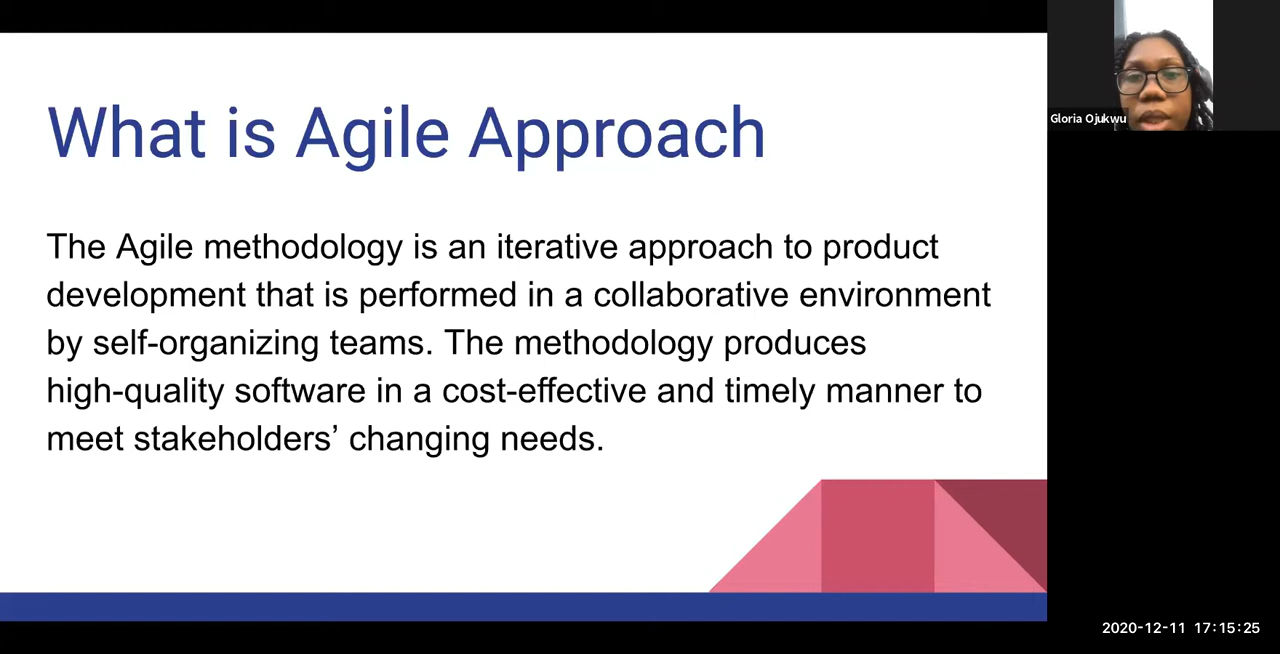 What is Agile Approach
The Agile methodology is an iterative approach to product
development that is performed in a collaborative environment
by self-organizing teams. The methodology produces
high-quality software in a cost-effective and timely manner to
meet stakeholders’ changing needs.
Gloria Ojukwu
2020-12-11 17:15:25